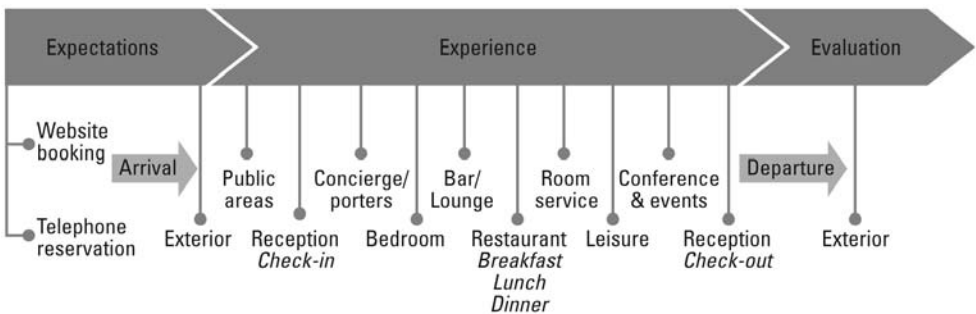 Expectations
Experience
Evaluation
Website
booking
Telephone
reservation
Arrival
Exterior
Public
areas
Reception
Check-in
Concierge/
porters
Bedroom
Bar/
Lounge
Restaurant
Breakfast
Lunch
Dinner
Room
service
Leisure
Conference
& events
Reception
Check-out
Departure
Exterior